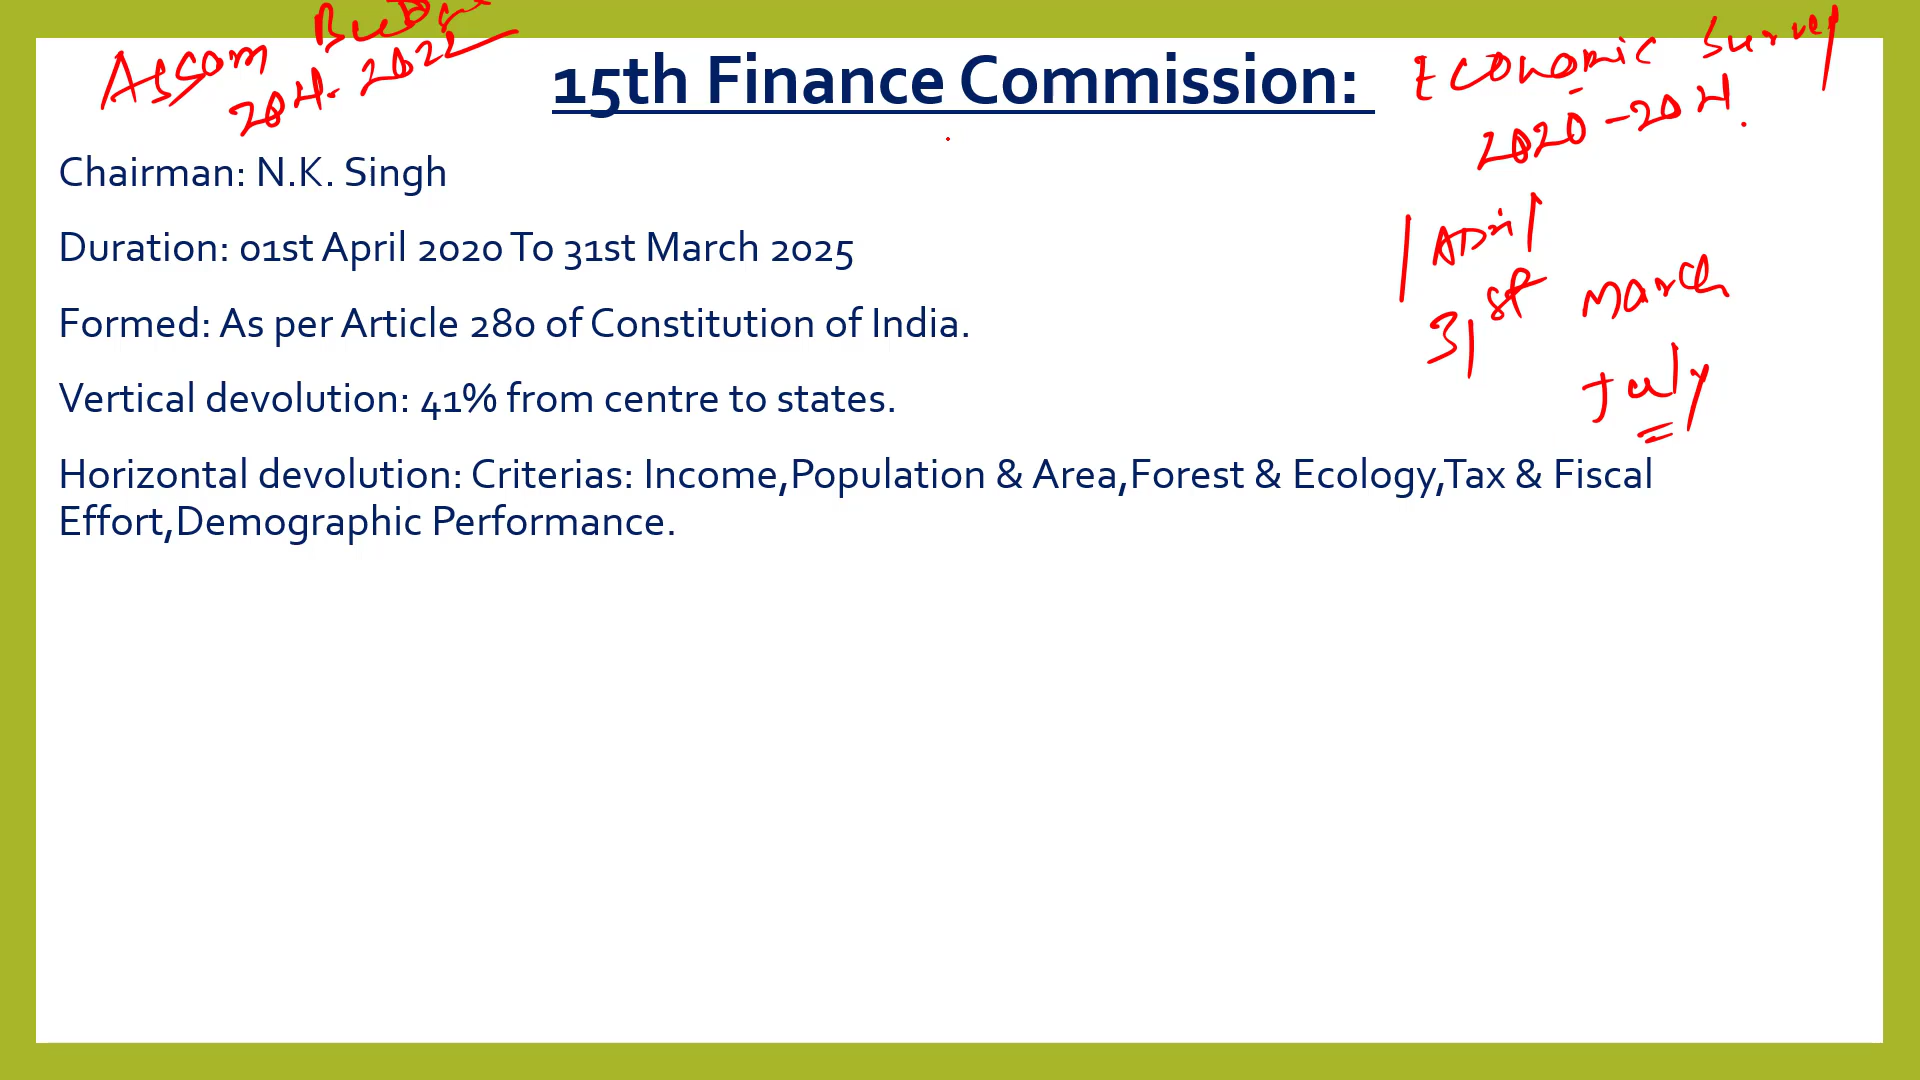 Assam Budget
2021-2022
15th Finance Commission:
Economic Survey
2020-2021.
Chairman: N.K. Singh
1 April
Duration: 01st April 2020 To 31st March 2025
31st March
Formed: As per Article 280 of Constitution of India.
July
Vertical devolution: 41% from centre to states.
Horizontal devolution: Criterias: Income,Population & Area,Forest & Ecology,Tax & Fiscal
Effort,Demographic Performance.